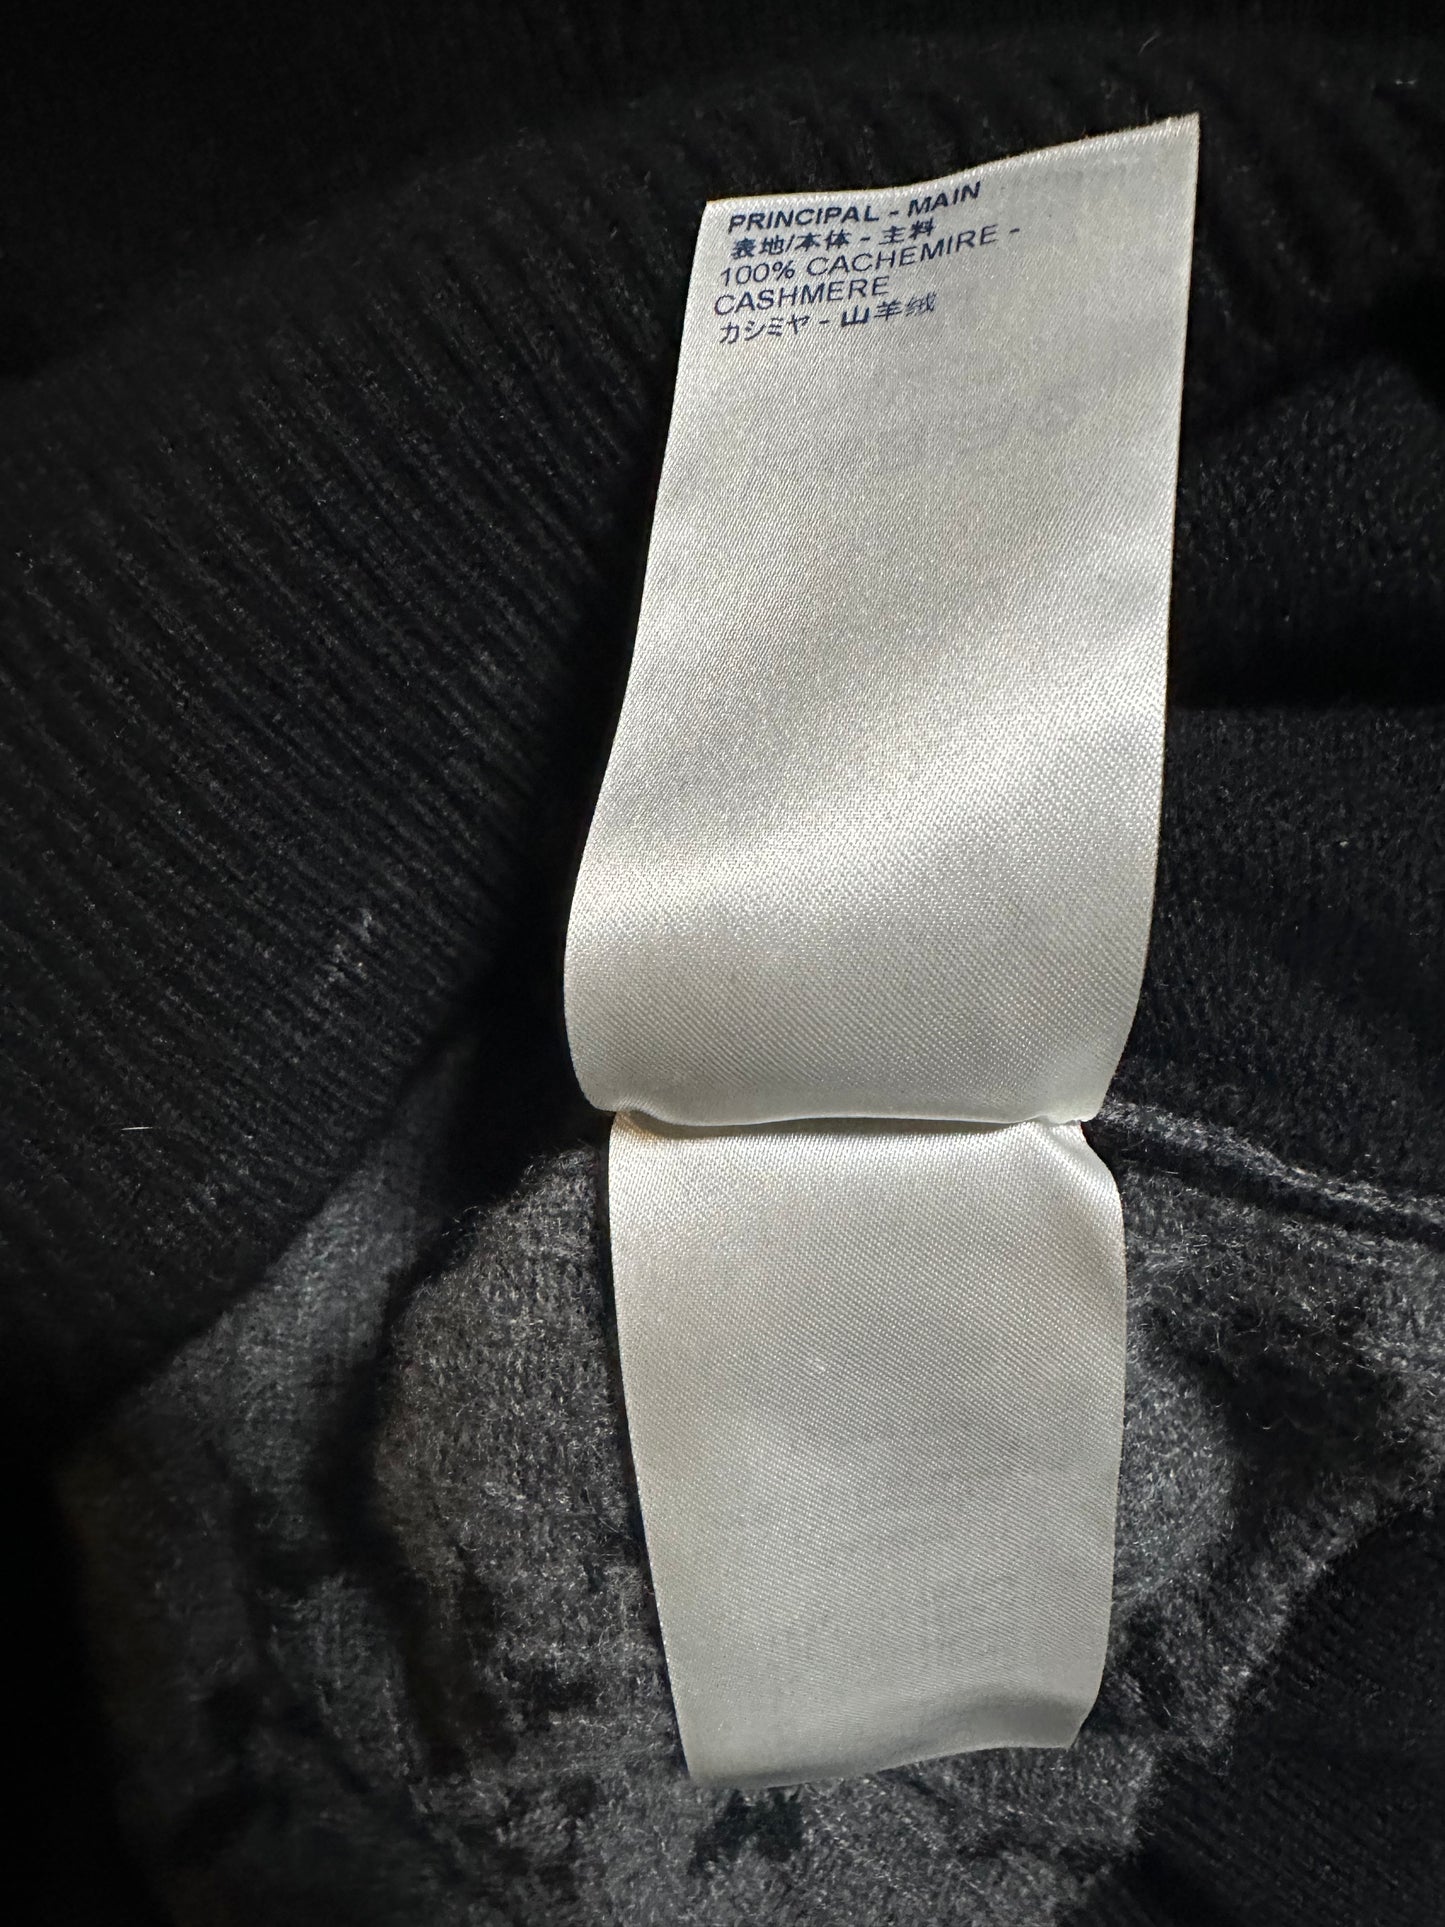 PRINCIPAL - MAIN
表地/本体 - 主料
100% CACHEMIRE -
CASHMERE
カシミヤ - 山羊绒